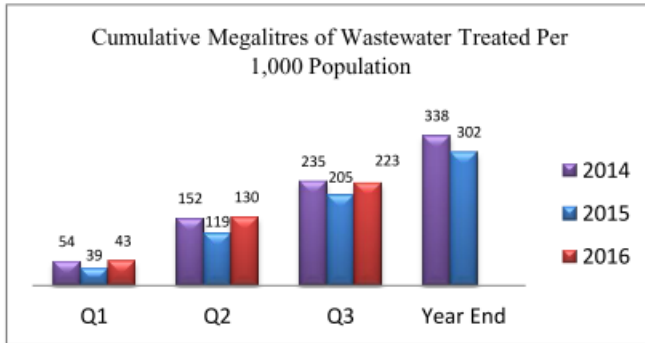 Cumulative Megalitres of Wastewater Treated Per
1,000 Population
54
39
43
152
119
130
235
205
223
338
302
2014
2015
2016
Q1
Q2
Q3
Year End